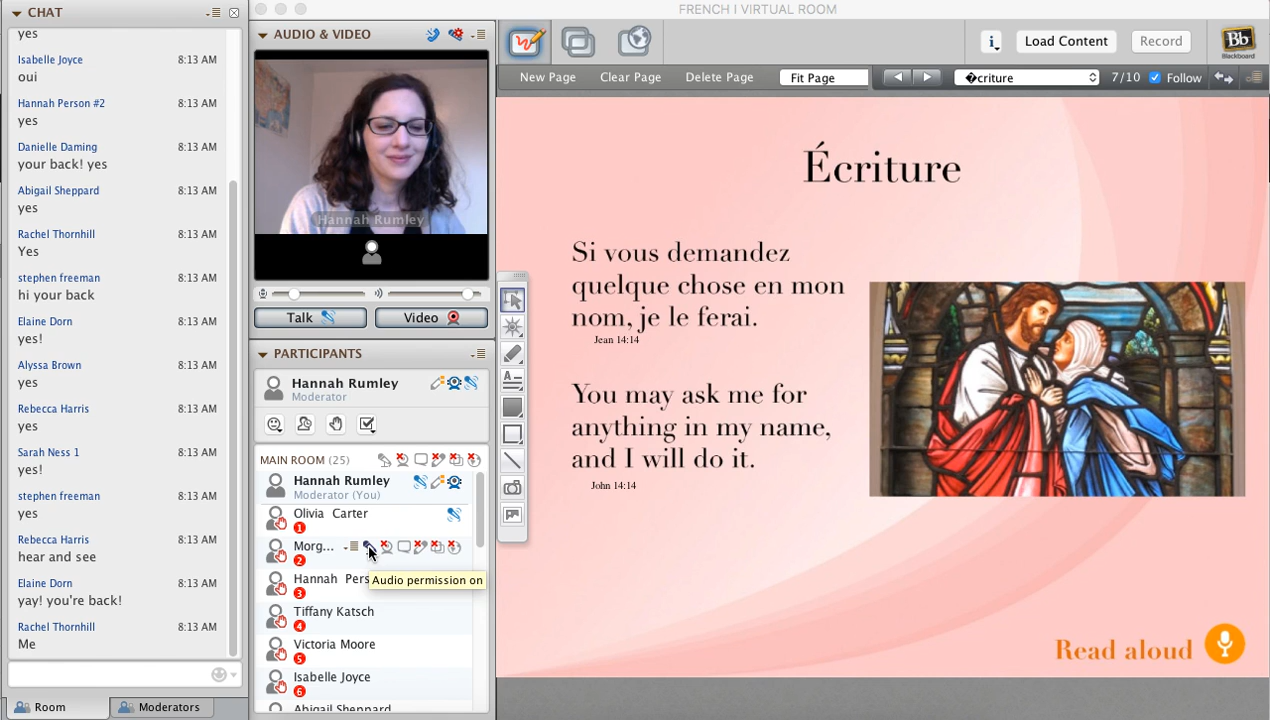 CHAT
yes
Isabelle Joyce 8:13 AM
oui
Hannah Person #2 8:13 AM
yes
Danielle Daming 8:13 AM
your back! yes
Abigail Sheppard 8:13 AM
yes
Rachel Thornhill 8:13 AM
Yes
stephen freeman 8:13 AM
hi your back
Elaine Dorn 8:13 AM
yes!
Alyssa Brown 8:13 AM
yes
Rebecca Harris 8:13 AM
yes
Sarah Ness 1 8:13 AM
yes!
stephen freeman 8:13 AM
yes
Rebecca Harris 8:13 AM
hear and see
Elaine Dorn 8:13 AM
yay! you're back!
Rachel Thornhill 8:13 AM
Me
Room Moderators
AUDIO & VIDEO
Hannah Rumley
Talk Video
PARTICIPANTS
Hannah Rumley
Moderator
MAIN ROOM (25)
Hannah Rumley
Moderator (You)
Olivia Carter
1
Morg...
2
Audio permission on
Hannah Pers
3
Tiffany Katsch
4
Victoria Moore
5
Isabelle Joyce
6
Abigail Sheppard
FRENCH I VIRTUAL ROOM
i Load Content Record Bb
Blackboard
New Page Clear Page Delete Page Fit Page �criture 7/10 Follow
Écriture
Si vous demandez
quelque chose en mon
nom, je le ferai.
Jean 14:14
You may ask me for
anything in my name,
and I will do it.
John 14:14
Read aloud